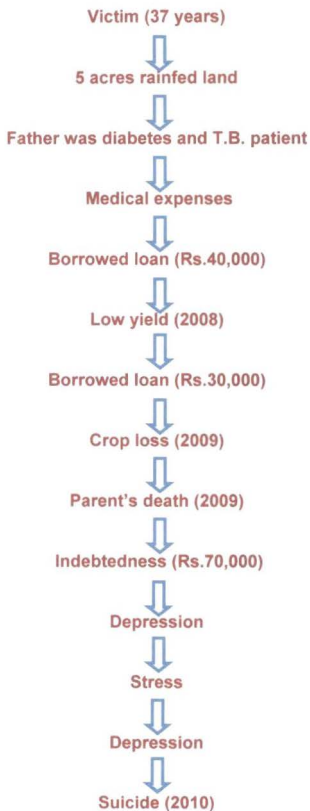 Victim (37 years)
5 acres rainfed land
Father was diabetes and T.B. patient
Medical expenses
Borrowed loan (Rs.40,000)
Low yield (2008)
Borrowed loan (Rs.30,000)
Crop loss (2009)
Parent's death (2009)
Indebtedness (Rs.70,000)
Depression
Stress
Depression
Suicide (2010)